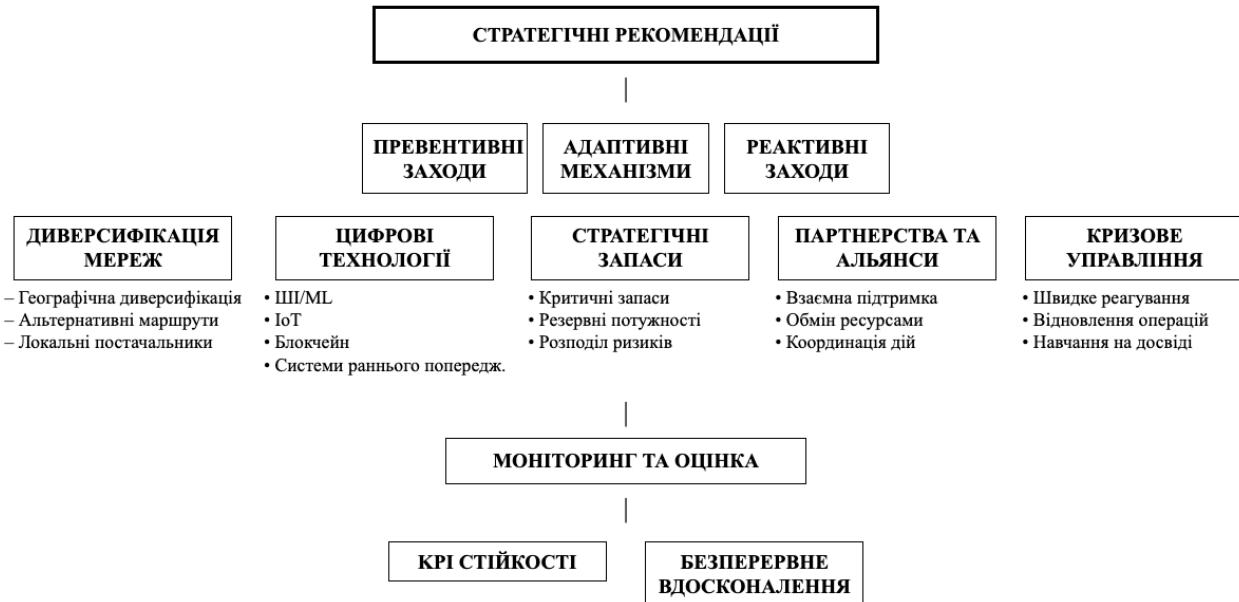 СТРАТЕГІЧНІ РЕКОМЕНДАЦІЇ
ПРЕВЕНТИВНІ
ЗАХОДИ
АДАПТИВНІ
МЕХАНІЗМИ
РЕАКТИВНІ
ЗАХОДИ
ДИВЕРСИФІКАЦІЯ
МЕРЕЖ
– Географічна диверсифікація
– Альтернативні маршрути
– Локальні постачальники
ЦИФРОВІ
ТЕХНОЛОГІЇ
• ШІ/ML
• IoT
• Блокчейн
• Системи раннього попередж.
СТРАТЕГІЧНІ
ЗАПАСИ
• Критичні запаси
• Резервні потужності
• Розподіл ризиків
ПАРТНЕРСТВА ТА
АЛЬЯНСИ
• Взаємна підтримка
• Обмін ресурсами
• Координація дій
КРИЗОВЕ
УПРАВЛІННЯ
• Швидке реагування
• Відновлення операцій
• Навчання на досвіді
МОНІТОРИНГ ТА ОЦІНКА
KPI СТІЙКОСТІ
БЕЗПЕРЕРВНЕ
ВДОСКОНАЛЕННЯ